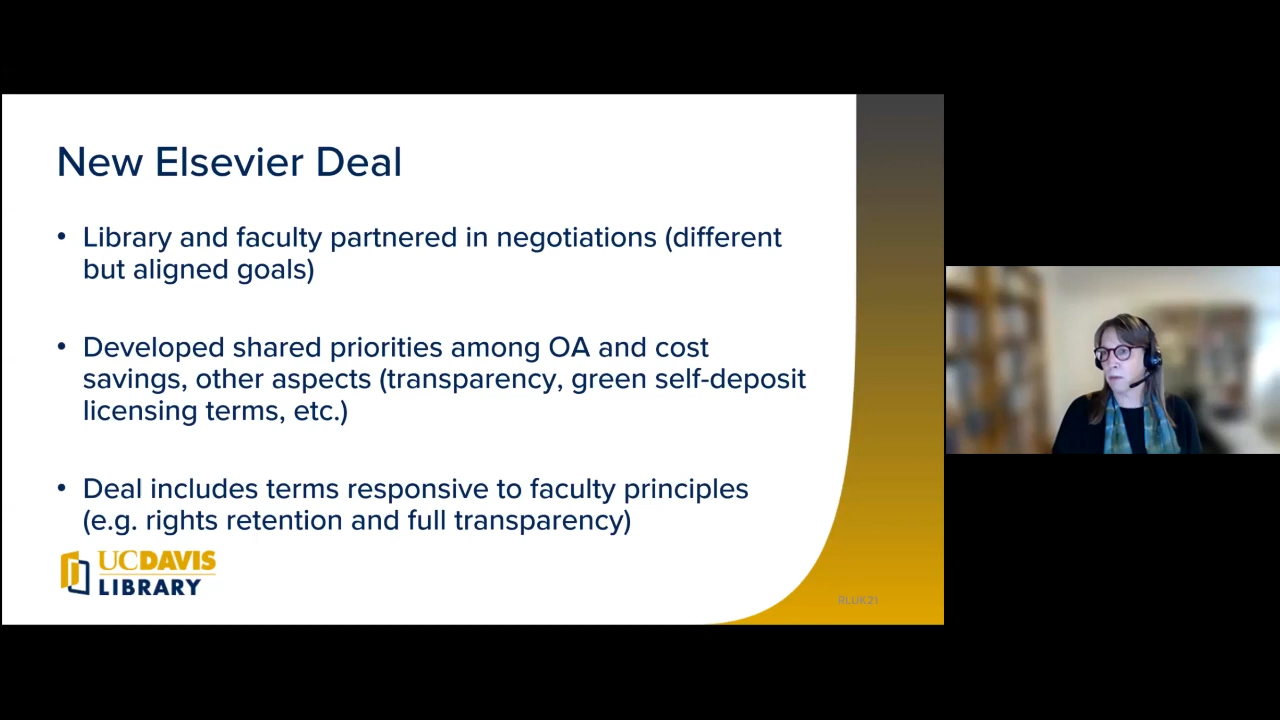 New Elsevier Deal
• Library and faculty partnered in negotiations (different
but aligned goals)
• Developed shared priorities among OA and cost
savings, other aspects (transparency, green self-deposit
licensing terms, etc.)
• Deal includes terms responsive to faculty principles
(e.g. rights retention and full transparency)
UCDAVIS
LIBRARY
RLUK21